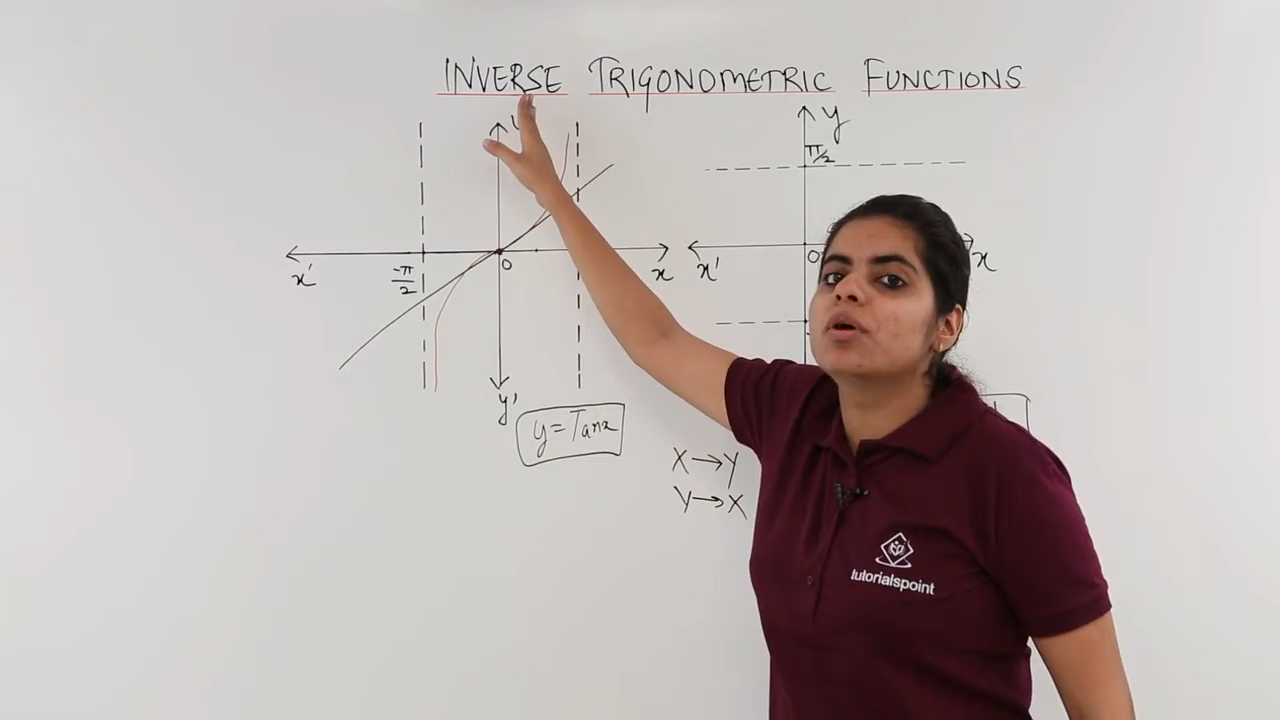 INVERSE TRIGONOMETRIC FUNCTIONS
y
π/2
x'
-π/2
0
x
x'
0
x
y'
y = Tanx
X → Y
Y → X
tutorialspoint